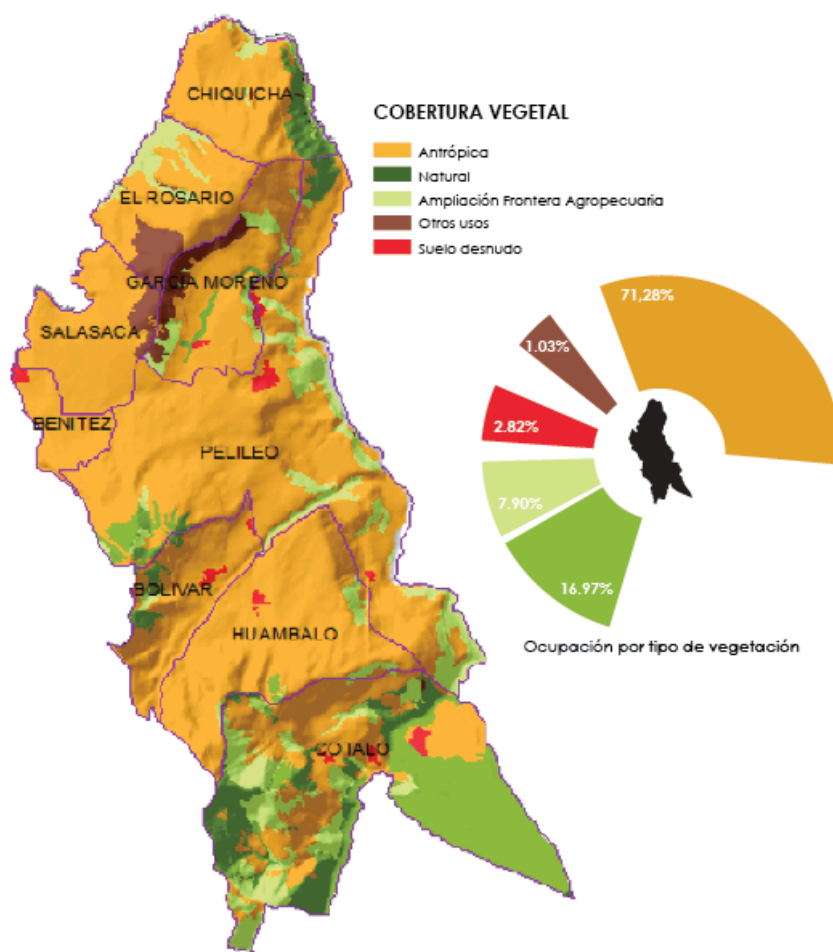 CHIQUICHA
COBERTURA VEGETAL
Antrópica
Natural
Ampliación Frontera Agropecuaria
Otros usos
Suelo desnudo
EL ROSARIO
GARCIA MORENO
SALASACA
BENITEZ
PELILEO
BOLIVAR
HUAMBALO
COTALO
71,28%
1.03%
2.82%
7.90%
16.97%
Ocupación por tipo de vegetación